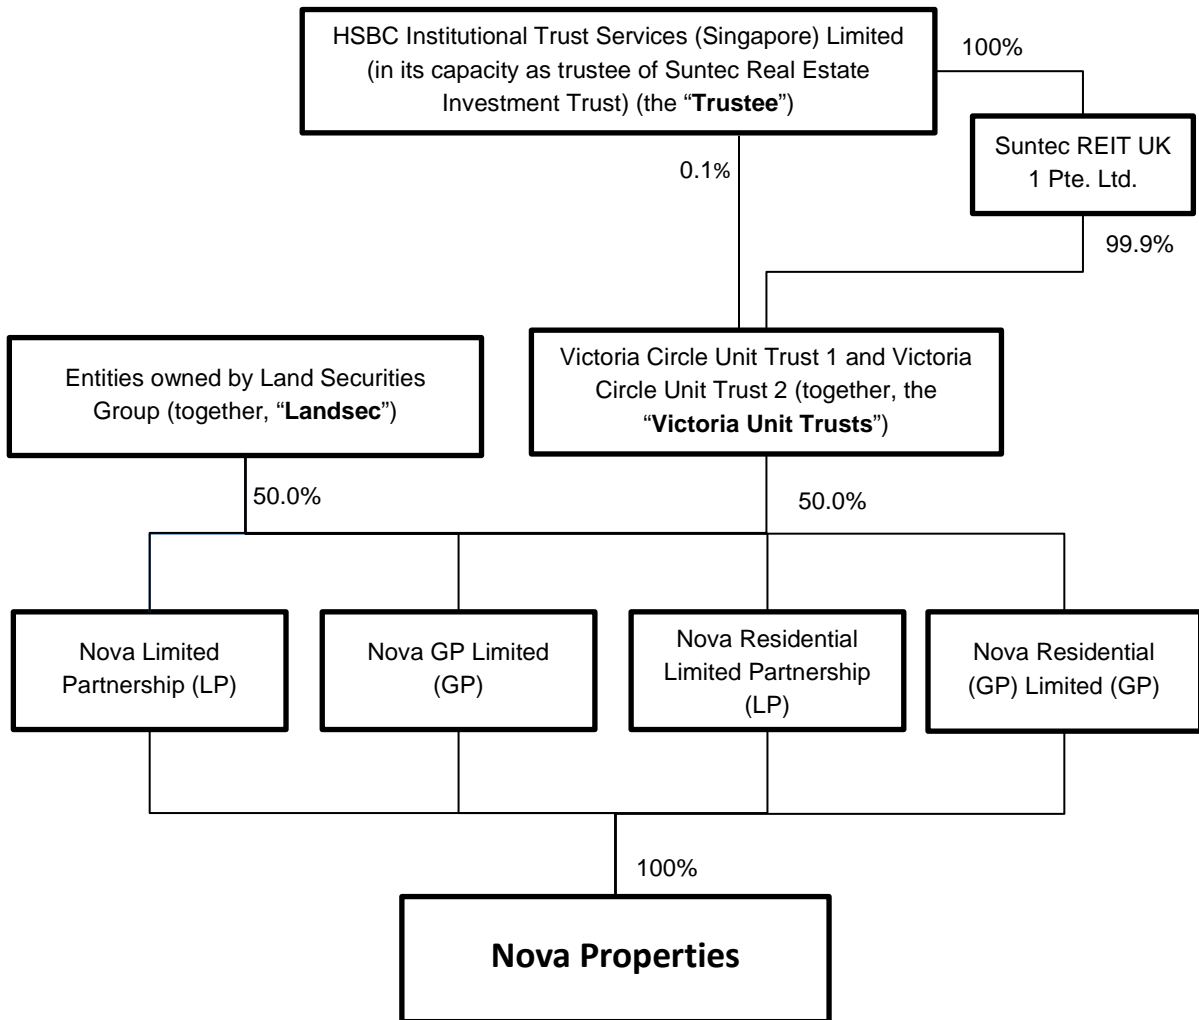 HSBC Institutional Trust Services (Singapore) Limited
(in its capacity as trustee of Suntec Real Estate
Investment Trust) (the “Trustee”)
100%
Suntec REIT UK
1 Pte. Ltd.
0.1%
99.9%
Entities owned by Land Securities
Group (together, “Landsec”)
Victoria Circle Unit Trust 1 and Victoria
Circle Unit Trust 2 (together, the
“Victoria Unit Trusts”)
50.0%
50.0%
Nova Limited
Partnership (LP)
Nova GP Limited
(GP)
Nova Residential
Limited Partnership
(LP)
Nova Residential
(GP) Limited (GP)
100%
Nova Properties